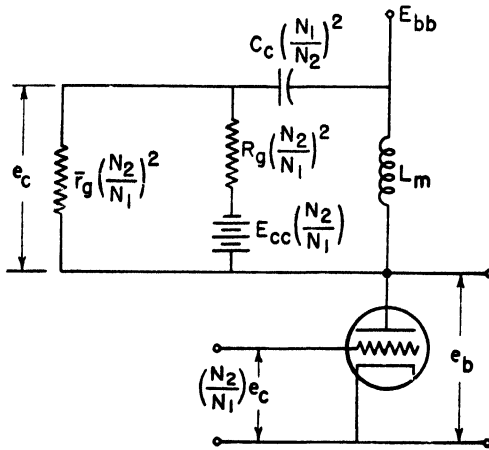 E_bb
C_c (N_1/N_2)^2
e_c
r̄_g (N_2/N_1)^2
R_g (N_2/N_1)^2
L_m
E_cc (N_2/N_1)
(N_2/N_1) e_c
e_b